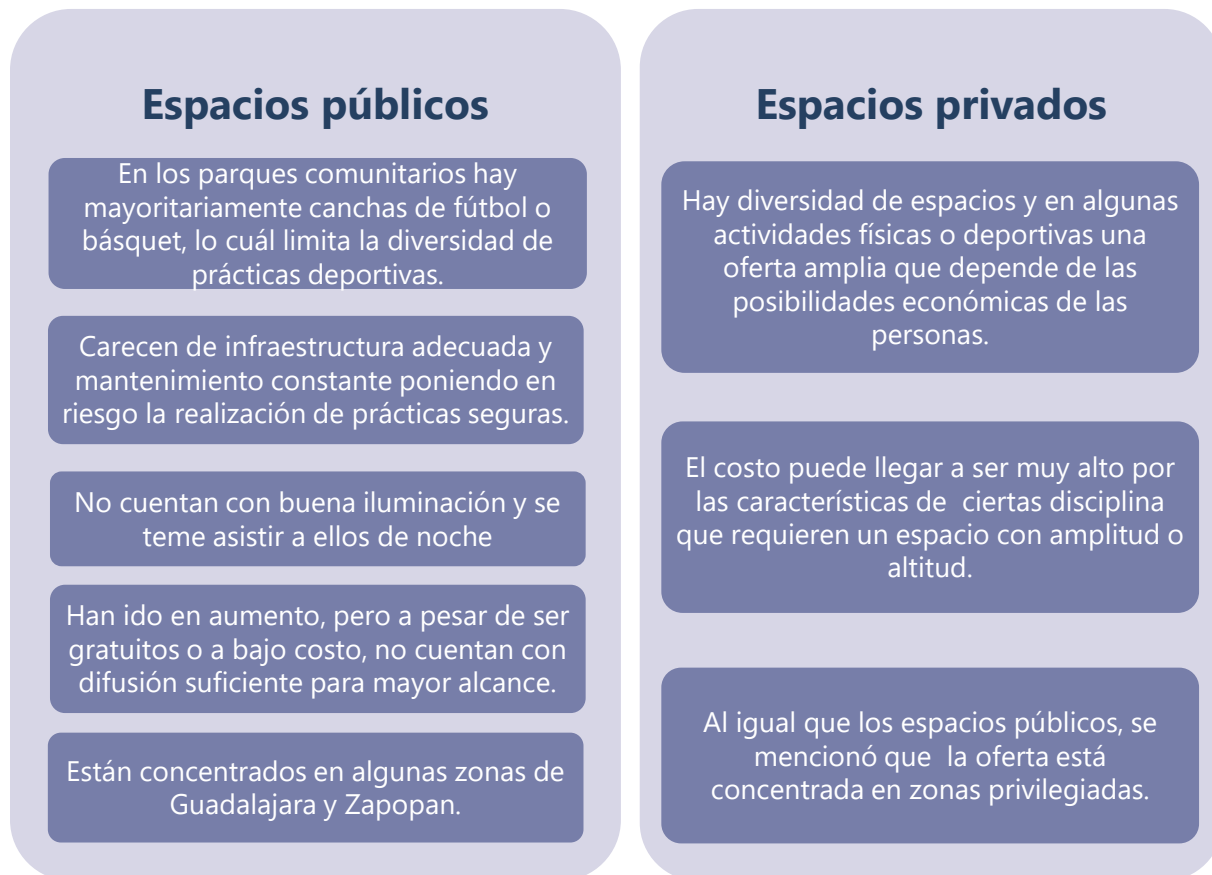 Espacios públicos
En los parques comunitarios hay
mayoritariamente canchas de fútbol o
básquet, lo cuál limita la diversidad de
prácticas deportivas.
Carecen de infraestructura adecuada y
mantenimiento constante poniendo en
riesgo la realización de prácticas seguras.
No cuentan con buena iluminación y se
teme asistir a ellos de noche
Han ido en aumento, pero a pesar de ser
gratuitos o a bajo costo, no cuentan con
difusión suficiente para mayor alcance.
Están concentrados en algunas zonas de
Guadalajara y Zapopan.
Espacios privados
Hay diversidad de espacios y en algunas
actividades físicas o deportivas una
oferta amplia que depende de las
posibilidades económicas de las
personas.
El costo puede llegar a ser muy alto por
las características de  ciertas disciplina
que requieren un espacio con amplitud o
altitud.
Al igual que los espacios públicos, se
mencionó que  la oferta está
concentrada en zonas privilegiadas.